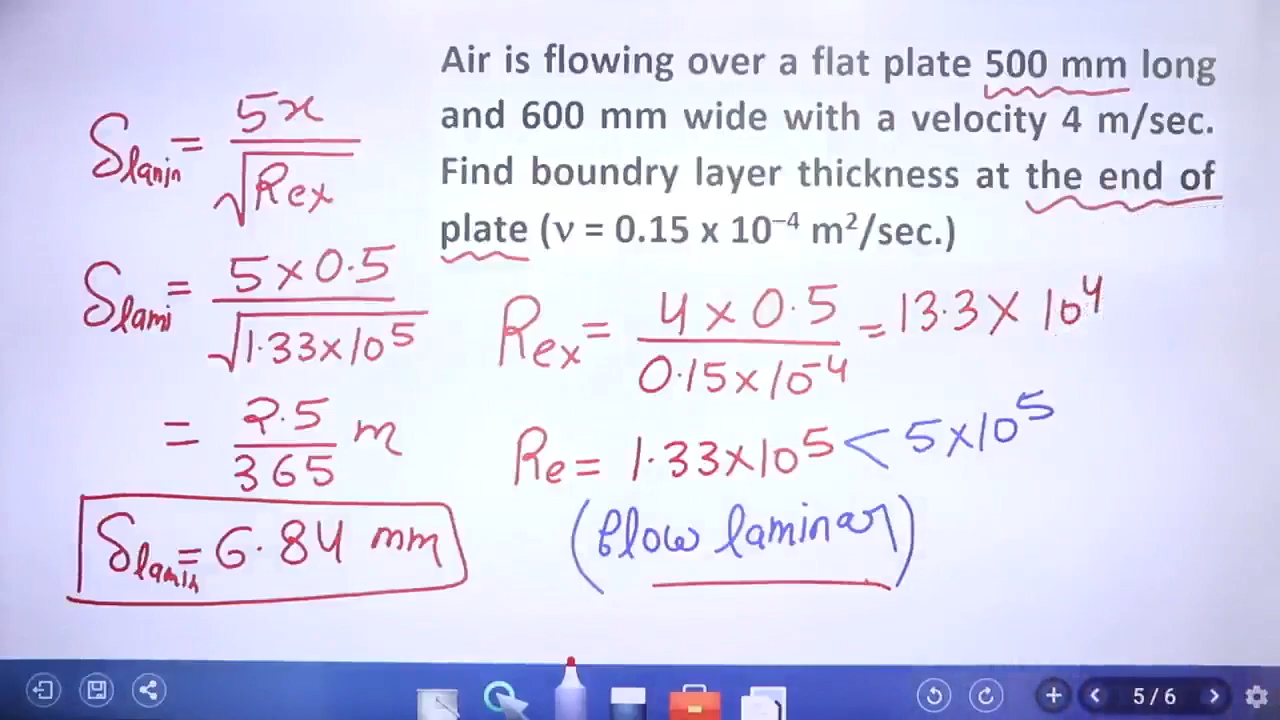 Air is flowing over a flat plate 500 mm long
and 600 mm wide with a velocity 4 m/sec.
Find boundry layer thickness at the end of
plate (ν = 0.15 x 10⁻⁴ m²/sec.)
δlamin = 5x / √Rex
δlami = 5×0.5 / √1.33×10⁵
= 2.5 / 365 m
δlamin = 6.84 mm
Rex = 4 × 0.5 / 0.15×10⁻⁴ = 13.3 × 10⁴
Re = 1.33×10⁵ < 5×10⁵
(flow laminar)
5 / 6